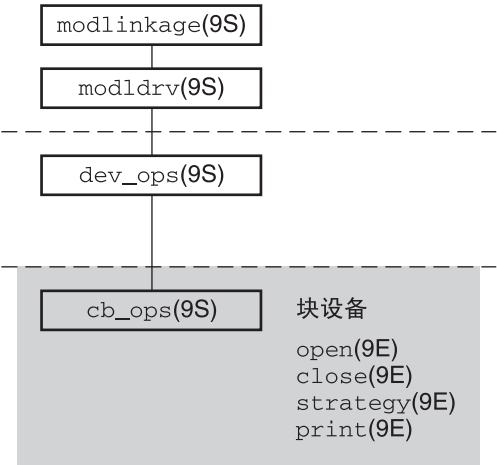 modlinkage(9S)
modldrv(9S)
dev_ops(9S)
cb_ops(9S)
块设备
open(9E)
close(9E)
strategy(9E)
print(9E)